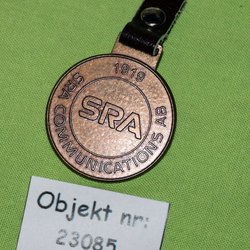 1919
SRA
SRA COMMUNICATIONS AB
Objekt nr:
23085